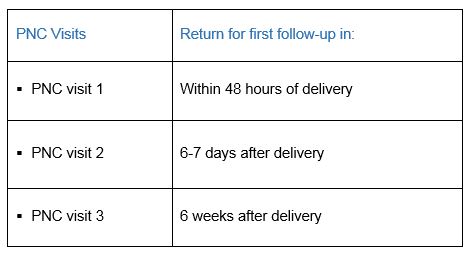 PNC Visits Return for first follow-up in:
▪ PNC visit 1 Within 48 hours of delivery
▪ PNC visit 2 6-7 days after delivery
▪ PNC visit 3 6 weeks after delivery